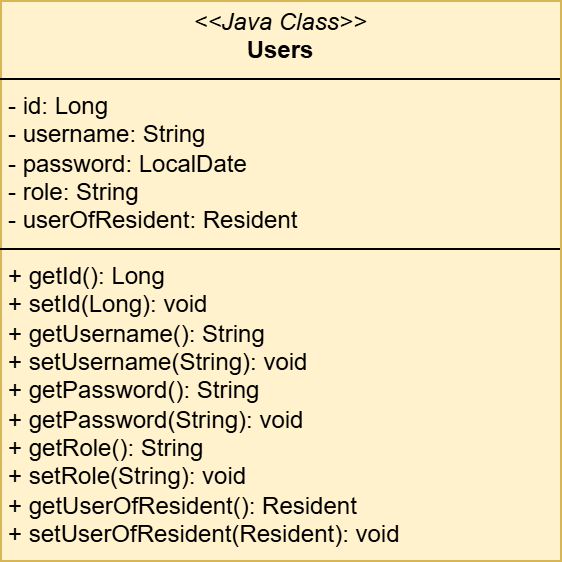 <<Java Class>>
Users
- id: Long
- username: String
- password: LocalDate
- role: String
- userOfResident: Resident
+ getId(): Long
+ setId(Long): void
+ getUsername(): String
+ setUsername(String): void
+ getPassword(): String
+ getPassword(String): void
+ getRole(): String
+ setRole(String): void
+ getUserOfResident(): Resident
+ setUserOfResident(Resident): void